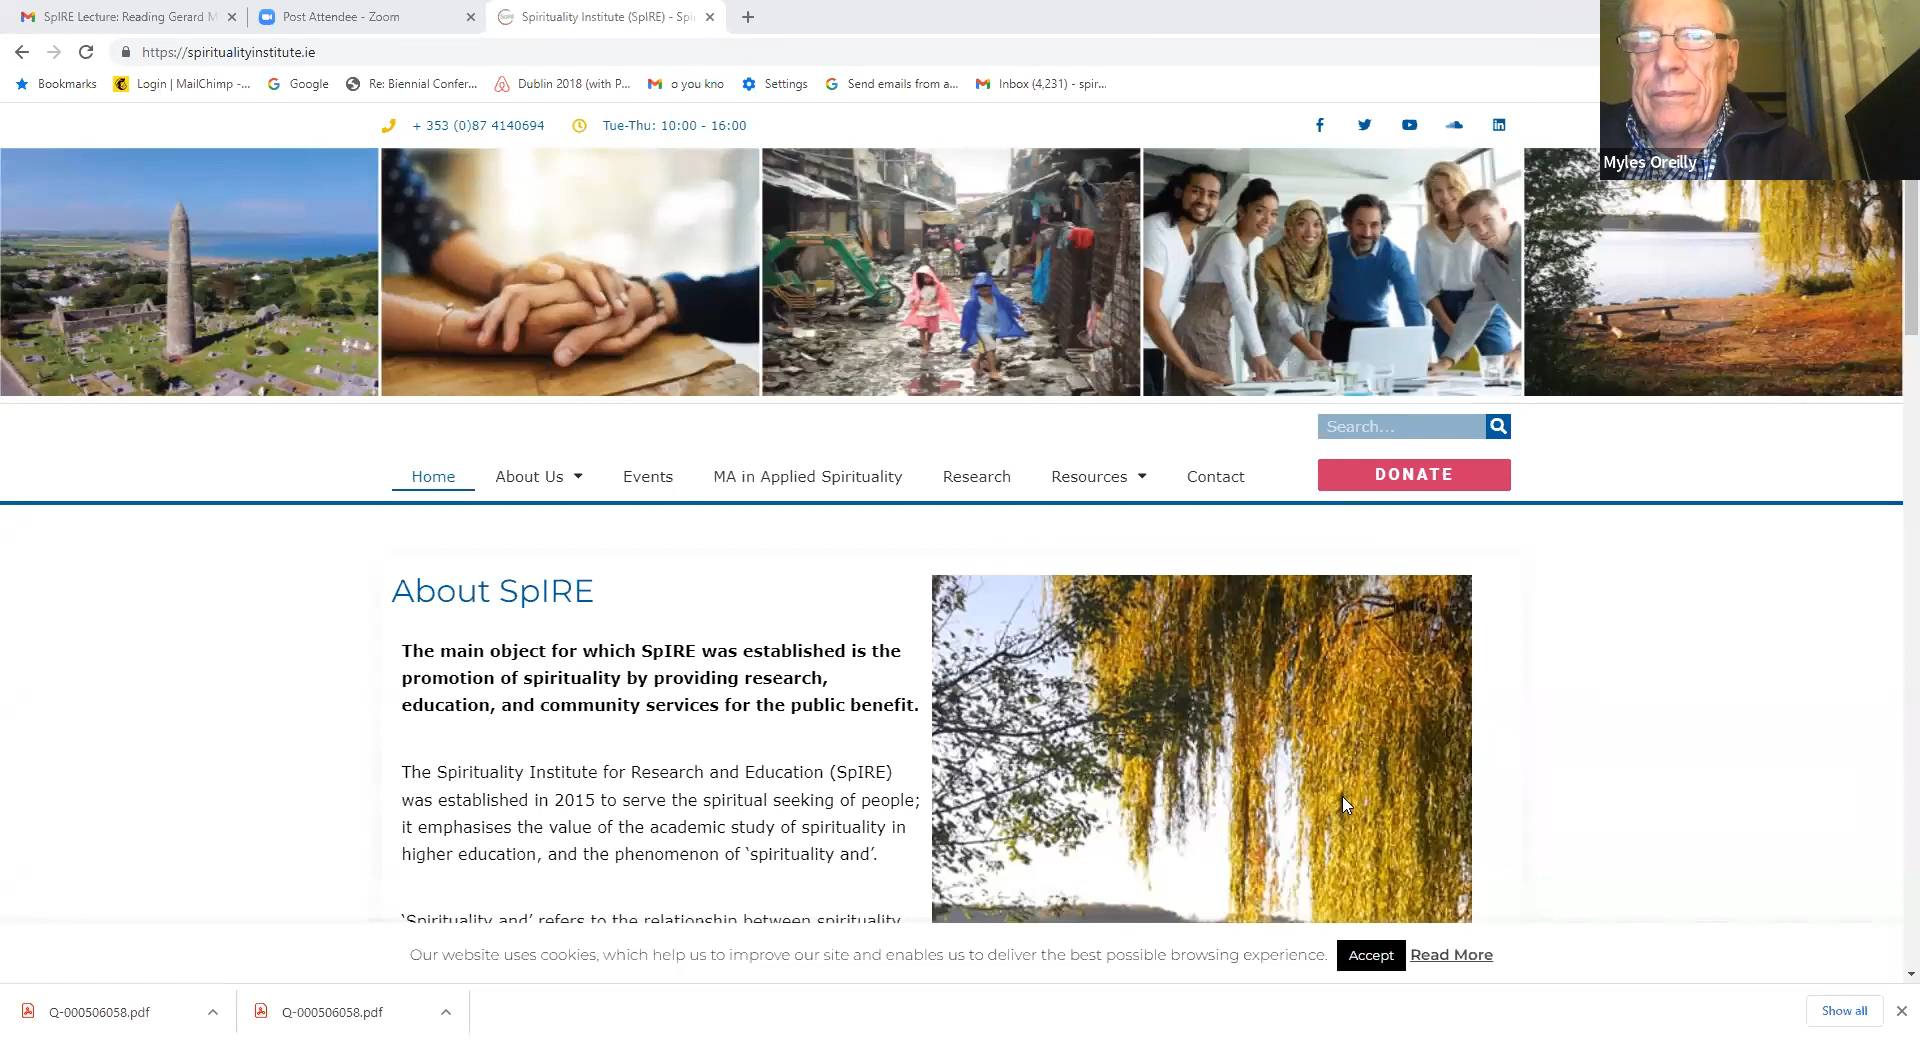 SpIRE Lecture: Reading Gerard M
Post Attendee - Zoom
Spirituality Institute (SpIRE) - Spi
https://spiritualityinstitute.ie
Bookmarks
Login | MailChimp -...
Google
Re: Biennial Confer...
Dublin 2018 (with P...
o you kno
Settings
Send emails from a...
Inbox (4,231) - spir...
+ 353 (0)87 4140694
Tue-Thu: 10:00 - 16:00
Myles Oreilly
Search...
Home
About Us
Events
MA in Applied Spirituality
Research
Resources
Contact
DONATE
About SpIRE
The main object for which SpIRE was established is the
promotion of spirituality by providing research,
education, and community services for the public benefit.
The Spirituality Institute for Research and Education (SpIRE)
was established in 2015 to serve the spiritual seeking of people;
it emphasises the value of the academic study of spirituality in
higher education, and the phenomenon of ‘spirituality and’.
‘Spirituality and’ refers to the relationship between spirituality
Our website uses cookies, which help us to improve our site and enables us to deliver the best possible browsing experience.
Accept
Read More
Q-000506058.pdf
Q-000506058.pdf
Show all